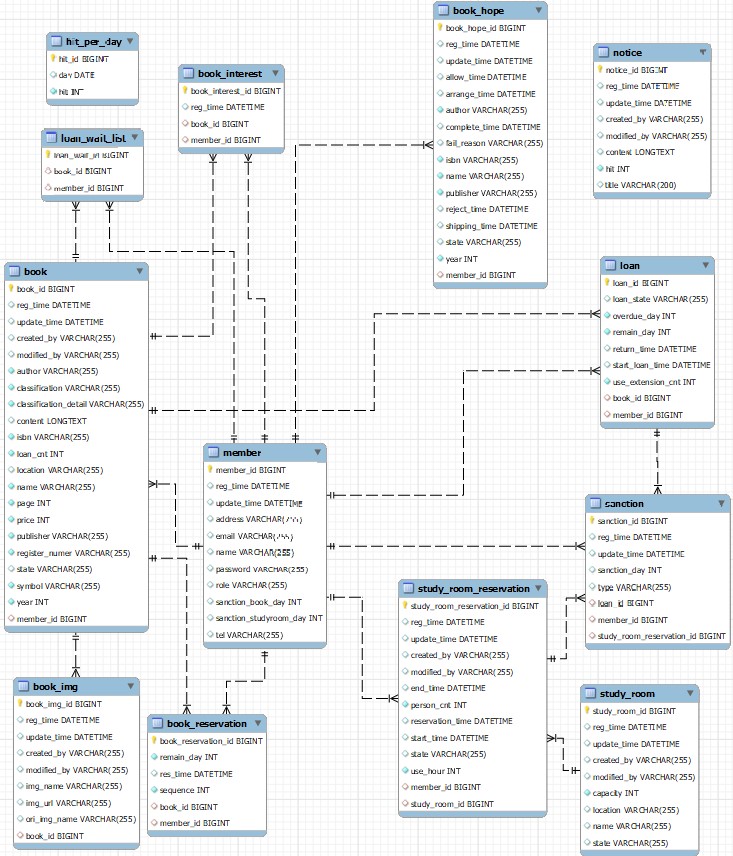 hit_per_day
hit_id BIGINT
day DATE
hit INT
book_interest
book_interest_id BIGINT
reg_time DATETIME
book_id BIGINT
member_id BIGINT
book_hope
book_hope_id BIGINT
reg_time DATETIME
update_time DATETIME
allow_time DATETIME
arrange_time DATETIME
author VARCHAR(255)
complete_time DATETIME
fail_reason VARCHAR(255)
isbn VARCHAR(255)
name VARCHAR(255)
publisher VARCHAR(255)
reject_time DATETIME
shipping_time DATETIME
state VARCHAR(255)
year INT
member_id BIGINT
notice
notice_id BIGINT
reg_time DATETIME
update_time DATETIME
created_by VARCHAR(255)
modified_by VARCHAR(255)
content LONGTEXT
hit INT
title VARCHAR(200)
loan_wait_list
loan_wait_id BIGINT
book_id BIGINT
member_id BIGINT
book
book_id BIGINT
reg_time DATETIME
update_time DATETIME
created_by VARCHAR(255)
modified_by VARCHAR(255)
author VARCHAR(255)
classification VARCHAR(255)
classification_detail VARCHAR(255)
content LONGTEXT
isbn VARCHAR(255)
loan_cnt INT
location VARCHAR(255)
name VARCHAR(255)
page INT
price INT
publisher VARCHAR(255)
register_numer VARCHAR(255)
state VARCHAR(255)
symbol VARCHAR(255)
year INT
member_id BIGINT
loan
loan_id BIGINT
loan_state VARCHAR(255)
overdue_day INT
remain_day INT
return_time DATETIME
start_loan_time DATETIME
use_extension_cnt INT
book_id BIGINT
member_id BIGINT
member
member_id BIGINT
reg_time DATETIME
update_time DATETIME
address
email
name VARCHAR(255)
password VARCHAR(255)
role VARCHAR(255)
sanction_book_day INT
sanction_studyroom_day INT
tel VARCHAR(255)
sanction
sanction_id BIGINT
reg_time DATETIME
update_time DATETIME
sanction_day INT
type VARCHAR(255)
loan_id BIGINT
member_id BIGINT
study_room_reservation_id BIGINT
study_room_reservation
study_room_reservation_id BIGINT
reg_time DATETIME
update_time DATETIME
created_by VARCHAR(255)
modified_by VARCHAR(255)
end_time DATETIME
person_cnt INT
reservation_time DATETIME
start_time DATETIME
state VARCHAR(255)
use_hour INT
member_id BIGINT
study_room_id BIGINT
book_img
book_img_id BIGINT
reg_time DATETIME
update_time DATETIME
created_by VARCHAR(255)
modified_by VARCHAR(255)
img_name VARCHAR(255)
img_url VARCHAR(255)
ori_img_name VARCHAR(255)
book_id BIGINT
book_reservation
book_reservation_id BIGINT
remain_day INT
res_time DATETIME
sequence INT
book_id BIGINT
member_id BIGINT
study_room
study_room_id BIGINT
reg_time DATETIME
update_time DATETIME
created_by VARCHAR(255)
modified_by VARCHAR(255)
capacity INT
location VARCHAR(255)
name VARCHAR(255)
state VARCHAR(255)